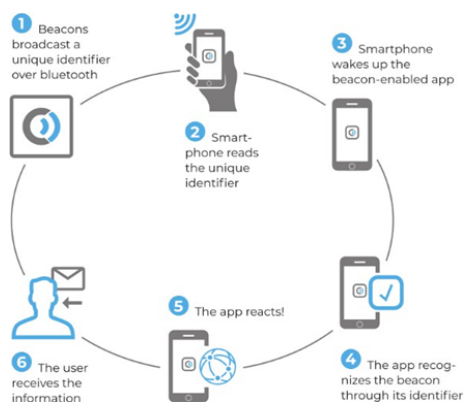 1 Beacons
broadcast a
unique identifier
over bluetooth
2 Smart-
phone reads
the unique
identifier
3 Smartphone
wakes up the
beacon-enabled app
4 The app recog-
nizes the beacon
through its identifier
5 The app reacts!
6 The user
receives the
information